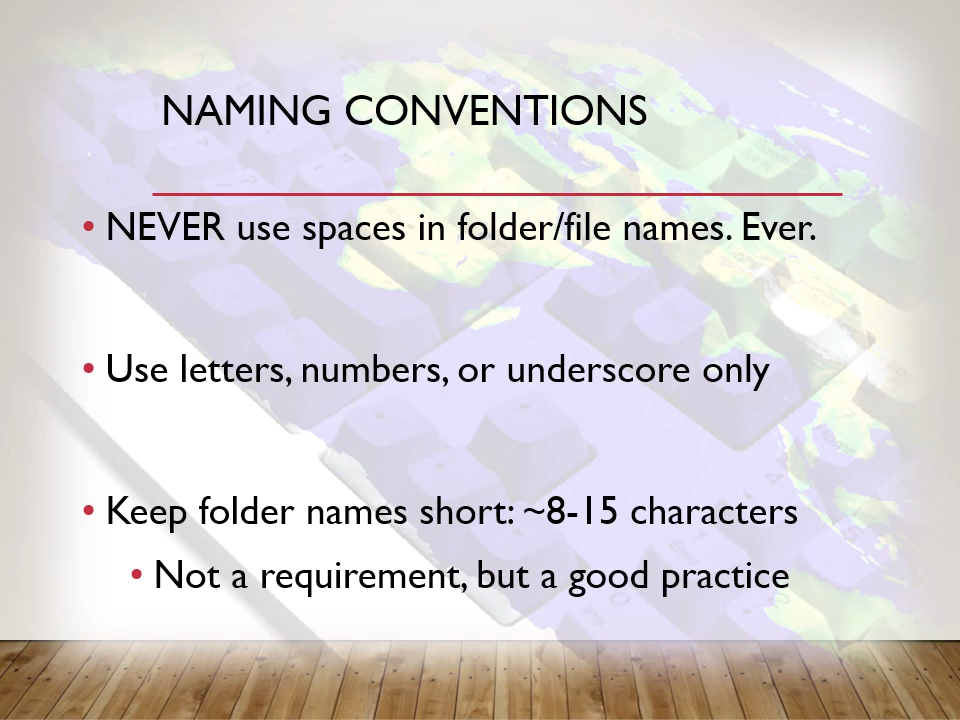 NAMING CONVENTIONS
• NEVER use spaces in folder/file names. Ever.
• Use letters, numbers, or underscore only
• Keep folder names short: ~8-15 characters
• Not a requirement, but a good practice